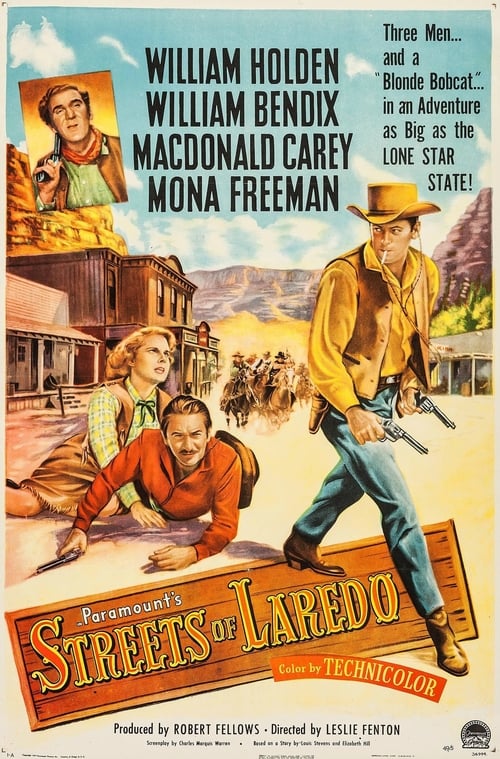 WILLIAM HOLDEN
WILLIAM BENDIX
MACDONALD CAREY
MONA FREEMAN
Three Men...
and a
"Blonde Bobcat"...
in an Adventure
as Big as the
LONE STAR
STATE!
Paramount's
STREETS OF LAREDO
Color by TECHNICOLOR
Produced by ROBERT FELLOWS · Directed by LESLIE FENTON
Screenplay by Charles Marquis Warren · Based on a Story by Louis Stevens and Elizabeth Hill